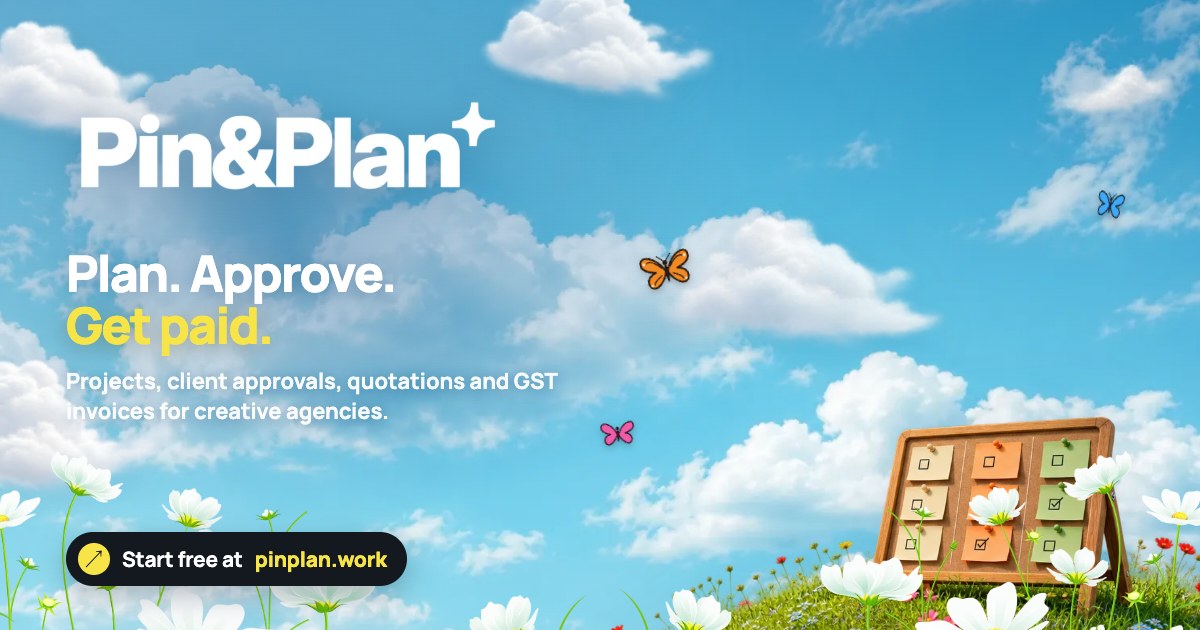 Pin&Plan
Plan. Approve.
Get paid.
Projects, client approvals, quotations and GST
invoices for creative agencies.
Start free at pinplan.work